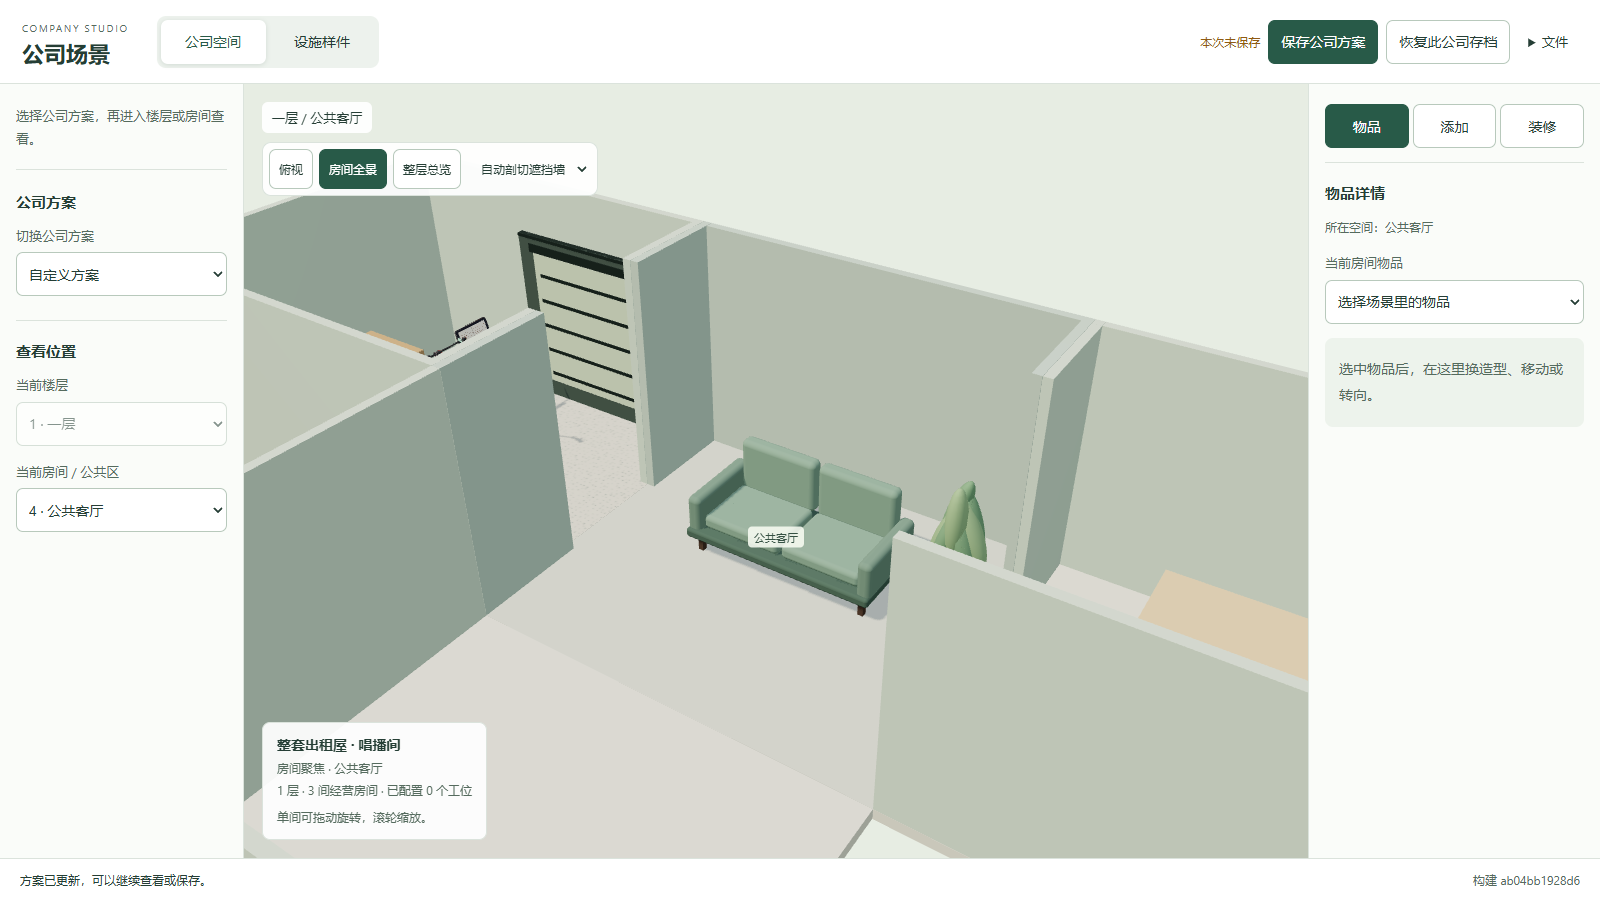 COMPANY STUDIO
公司场景
公司空间
设施样件
本次未保存
保存公司方案
恢复此公司存档
文件
选择公司方案，再进入楼层或房间查
看。
公司方案
切换公司方案
自定义方案
查看位置
当前楼层
1 · 一层
当前房间 / 公共区
4 · 公共客厅
一层 / 公共客厅
俯视
房间全景
整层总览
自动剖切遮挡墙
公共客厅
整套出租屋 · 唱播间
房间聚焦 · 公共客厅
1 层 · 3 间经营房间 · 已配置 0 个工位
单间可拖动旋转，滚轮缩放。
物品
添加
装修
物品详情
所在空间：公共客厅
当前房间物品
选择场景里的物品
选中物品后，在这里换造型、移动或
转向。
方案已更新，可以继续查看或保存。
构建 ab04bb1928d6